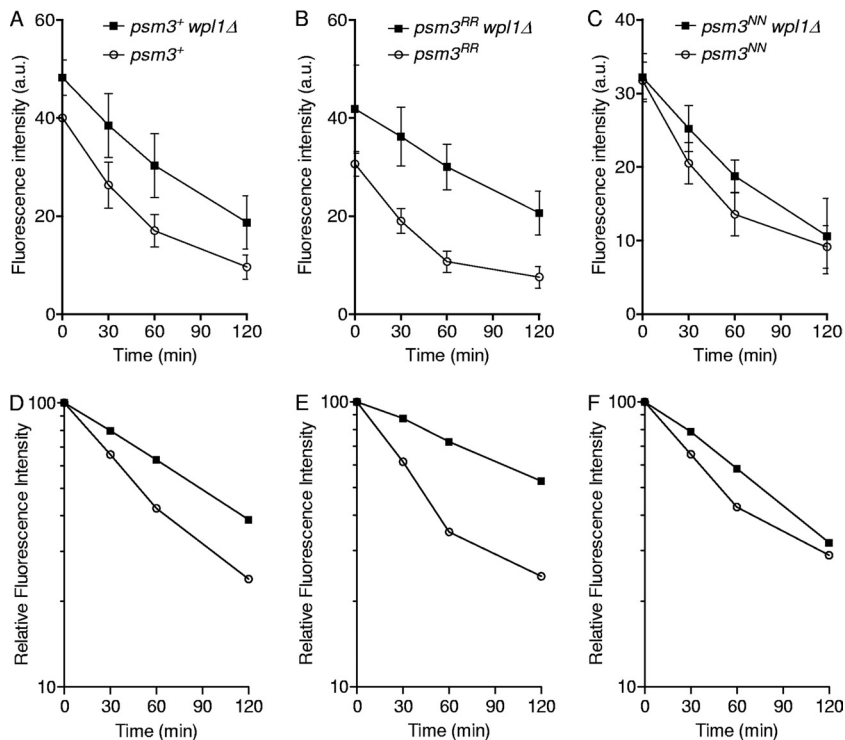 A
psm3⁺ wpl1Δ
psm3⁺
Fluorescence intensity (a.u.)
60
40
20
0
0 30 60 90 120
Time (min)
B
psm3ᴿᴿ wpl1Δ
psm3ᴿᴿ
Fluorescence intensity (a.u.)
60
40
20
0
0 30 60 90 120
Time (min)
C
psm3ᴺᴺ wpl1Δ
psm3ᴺᴺ
Fluorescence intensity (a.u.)
40
30
20
10
0
0 30 60 90 120
Time (min)
D
Relative Fluorescence Intensity
100
10
0 30 60 90 120
Time (min)
E
Relative Fluorescence Intensity
100
10
0 30 60 90 120
Time (min)
F
Relative Fluorescence Intensity
100
10
0 30 60 90 120
Time (min)